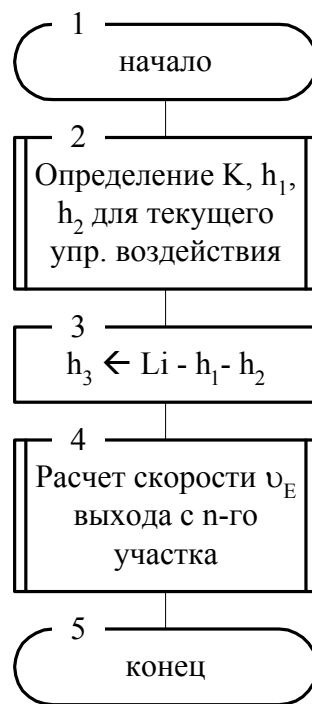 1
начало
2
Определение K, h₁,
h₂ для текущего
упр. воздействия
3
h₃ ← Li - h₁- h₂
4
Расчет скорости υ_E
выхода с n-го
участка
5
конец